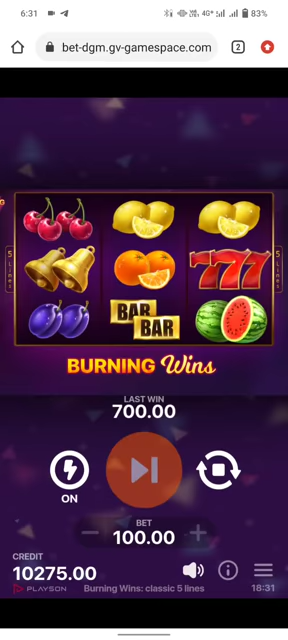 6:31
4G+
83%
bet-dgm.gv-gamespace.com
2
G
5 Lines
5 Lines
777
BAR
BAR
BURNING Wins
LAST WIN
700.00
ON
BET
100.00
CREDIT
10275.00
PLAYSON
Burning Wins: classic 5 lines
18:31